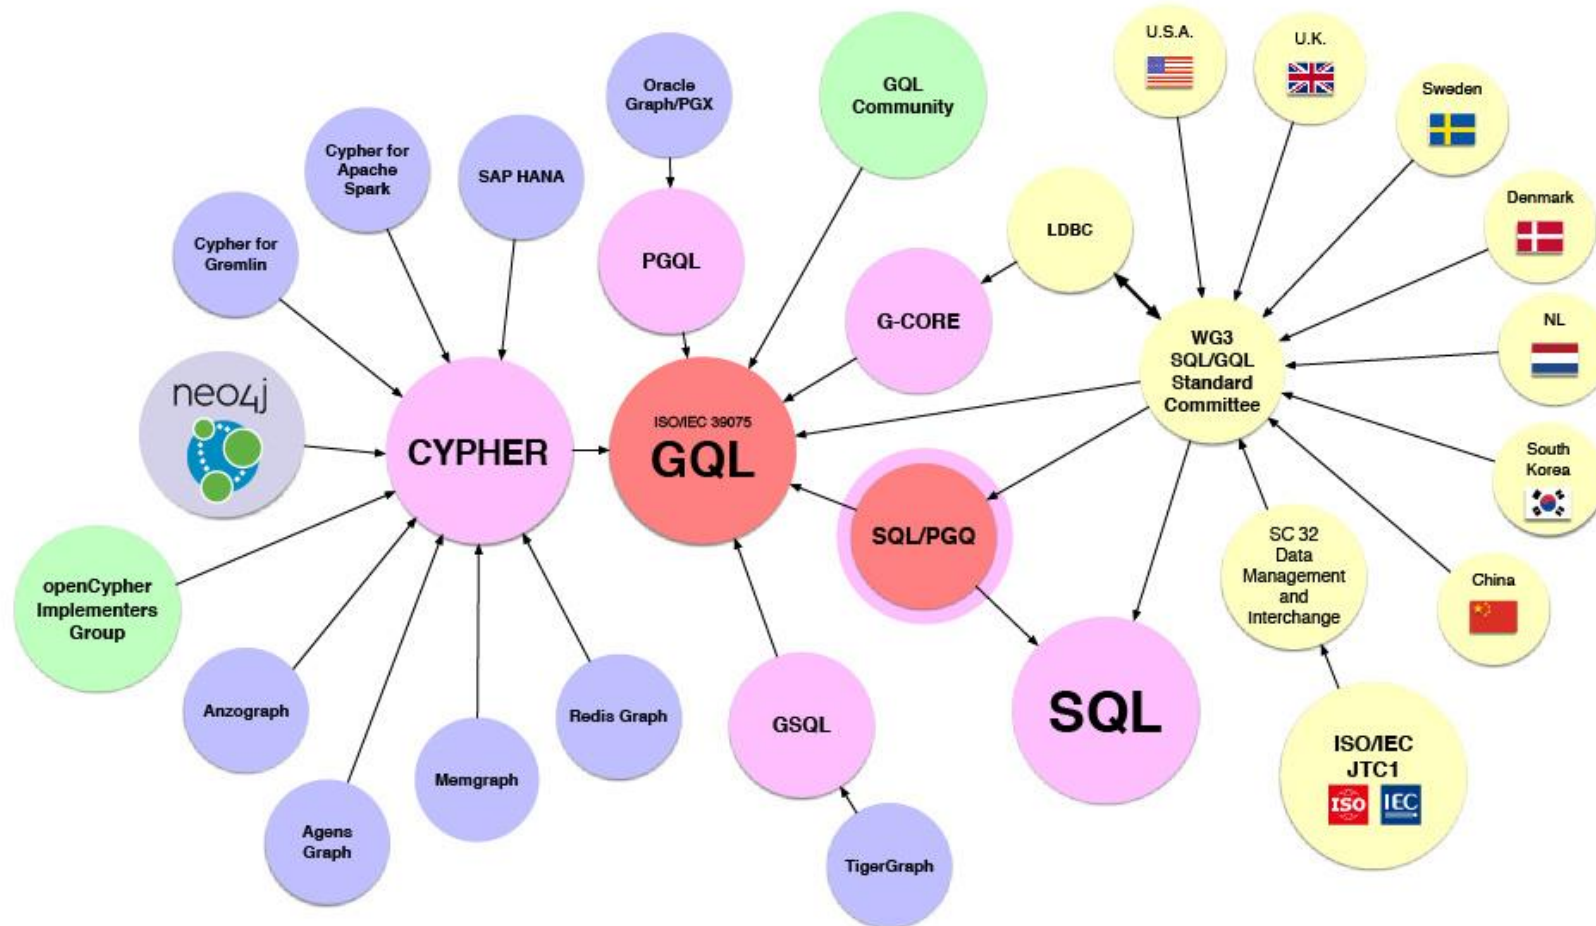 U.S.A.
U.K.
Sweden
Denmark
NL
South
Korea
China
Oracle
Graph/PGX
GQL
Community
Cypher for
Apache
Spark
SAP HANA
Cypher for
Gremlin
PGQL
LDBC
G-CORE
WG3
SQL/GQL
Standard
Committee
neo4j
CYPHER
ISO/IEC 39075
GQL
SQL/PGQ
SC 32
Data
Management
and
Interchange
openCypher
Implementers
Group
Anzograph
Redis Graph
GSQL
SQL
Memgraph
Agens
Graph
TigerGraph
ISO/IEC
JTC1
ISO
IEC